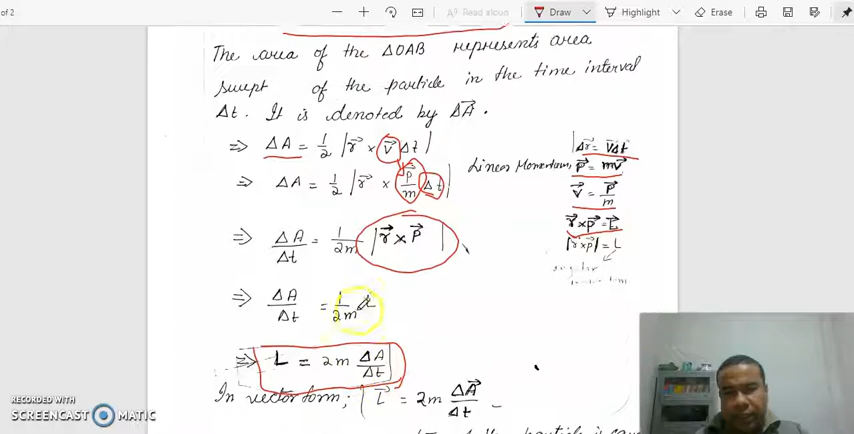 of 2
Read aloud
Draw
Highlight
Erase
The area of the ΔOAB represents area
swept of the particle in the time interval
Δt. It is denoted by ΔA⃗.
⇒ ΔA = 1/2 |r⃗ × v⃗ Δt|
⇒ ΔA = 1/2 |r⃗ × p⃗/m Δt|
⇒ ΔA/Δt = 1/2m |r⃗ × p⃗|
⇒ ΔA/Δt = 1/2m L
⇒ L = 2m ΔA/Δt
In vector form; L⃗ = 2m ΔA⃗/Δt
Δr⃗ = v⃗Δt
Linear Momentum, p⃗ = mv⃗
v⃗ = p⃗/m
r⃗ × p⃗ = L⃗
|r⃗ × p⃗| = L
angular
momentum
RECORDED WITH
SCREENCAST MATIC